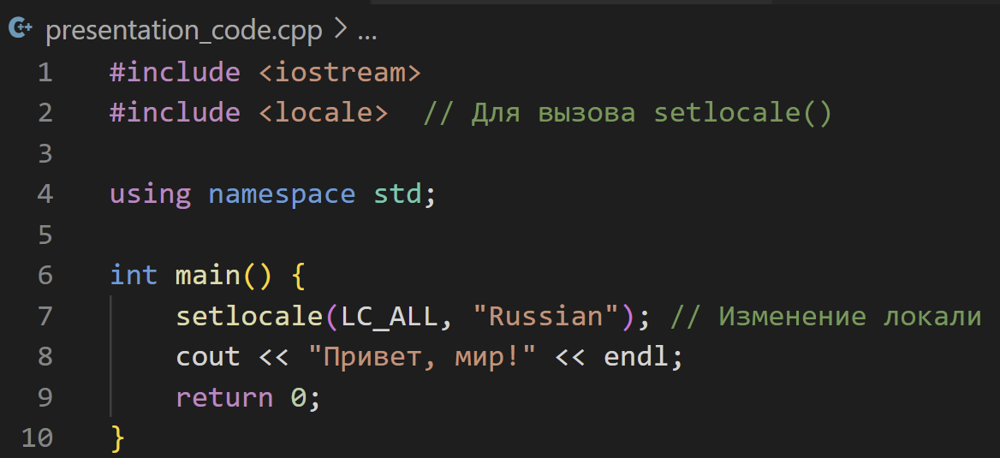 presentation_code.cpp > ...
1 #include <iostream>
2 #include <locale>  // Для вызова setlocale()
3
4 using namespace std;
5
6 int main() {
7     setlocale(LC_ALL, "Russian"); // Изменение локали
8     cout << "Привет, мир!" << endl;
9     return 0;
10 }